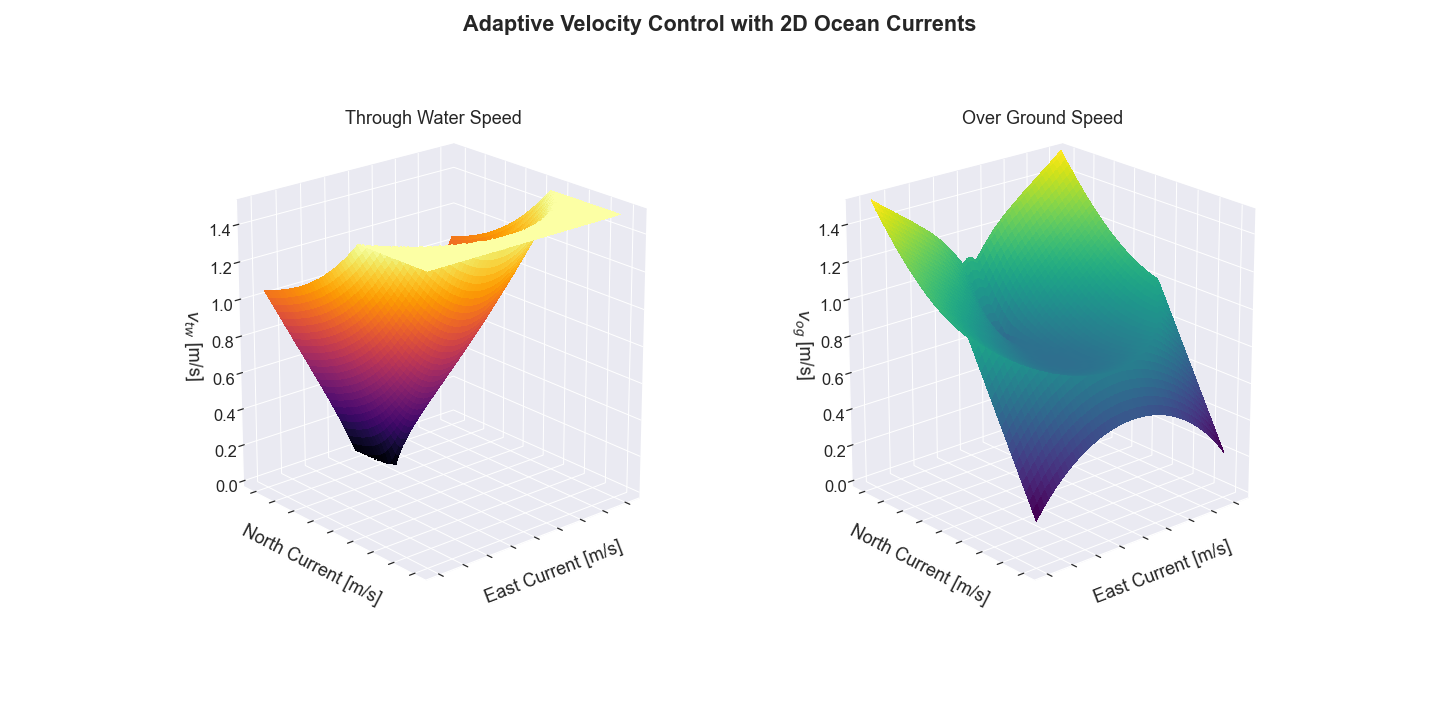 Adaptive Velocity Control with 2D Ocean Currents
Through Water Speed
1.4
1.2
1.0
0.8
0.6
0.4
0.2
0.0
v_tw [m/s]
North Current [m/s]
East Current [m/s]
Over Ground Speed
1.4
1.2
1.0
0.8
0.6
0.4
0.2
0.0
v_og [m/s]
North Current [m/s]
East Current [m/s]